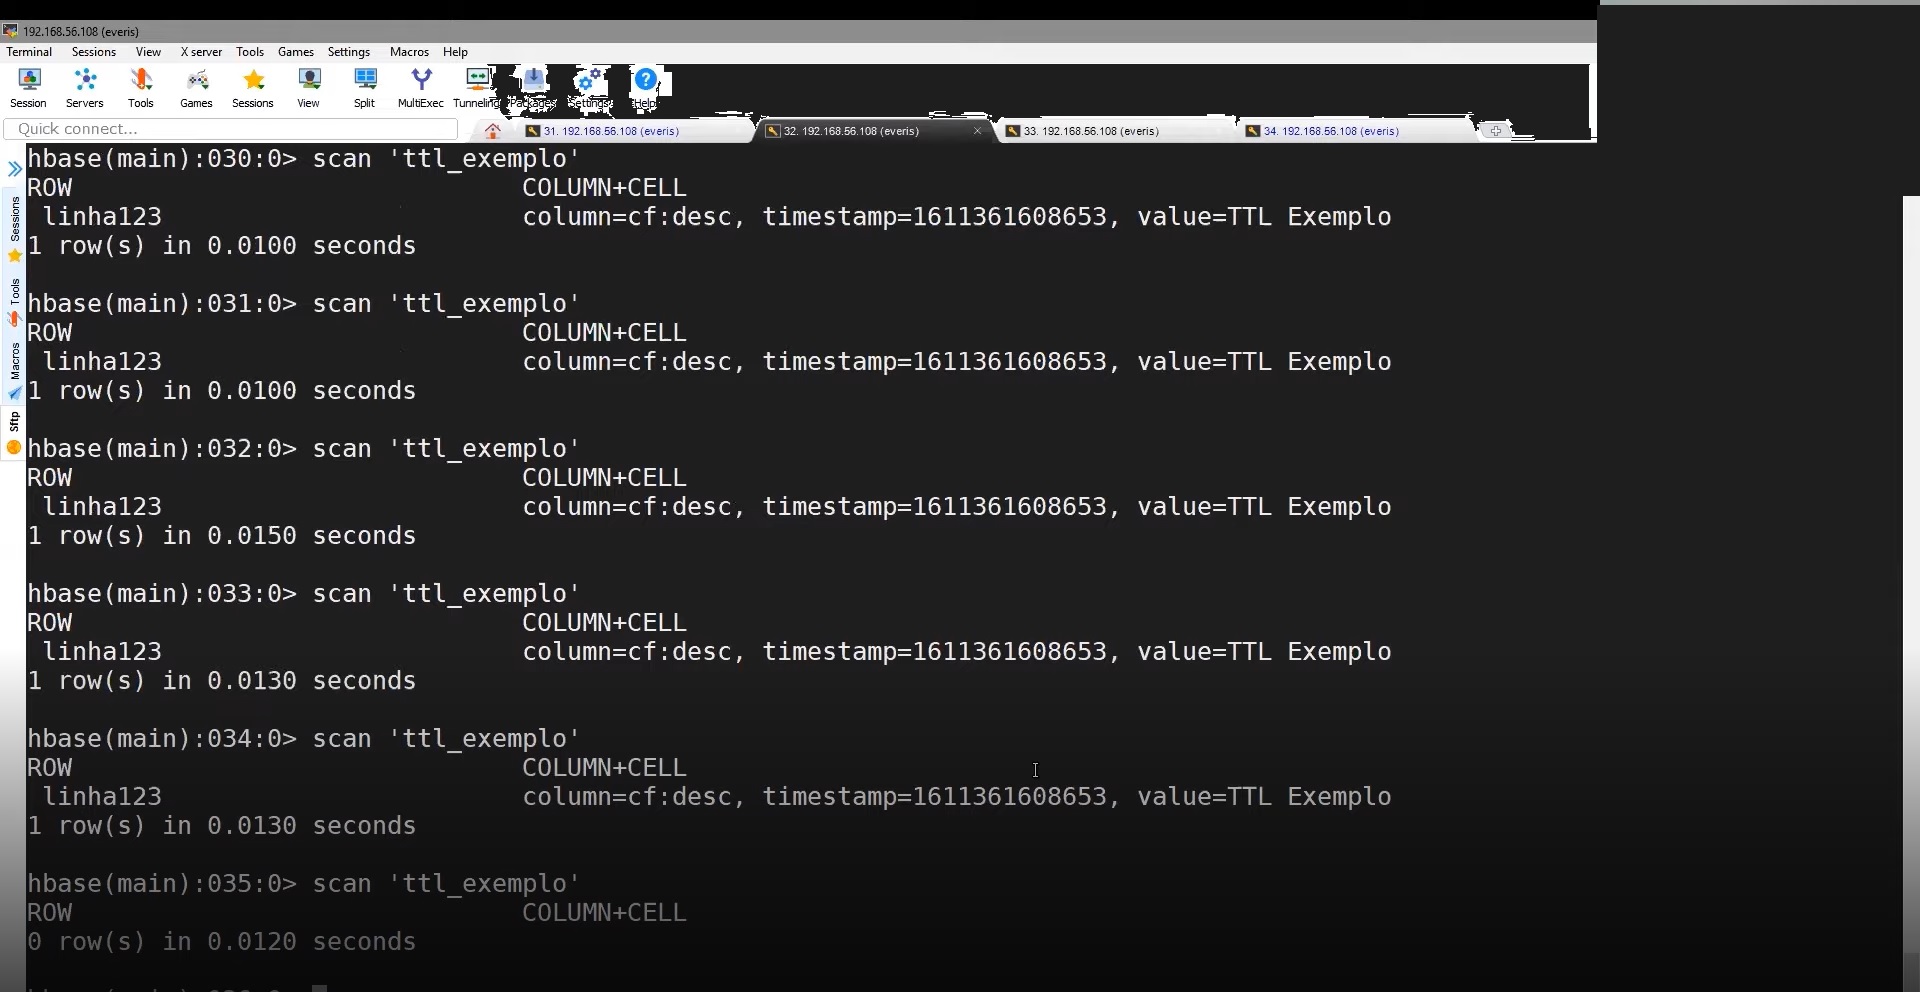 192.168.56.108 (everis)
Terminal Sessions View X server Tools Games Settings Macros Help
Session Servers Tools Games Sessions View Split MultiExec Tunneling Packages Settings Help
Quick connect...
31. 192.168.56.108 (everis)
32. 192.168.56.108 (everis)
33. 192.168.56.108 (everis)
34. 192.168.56.108 (everis)
Sessions
Tools
Macros
Sftp
hbase(main):030:0> scan 'ttl_exemplo'
ROW COLUMN+CELL
linha123 column=cf:desc, timestamp=1611361608653, value=TTL Exemplo
1 row(s) in 0.0100 seconds
hbase(main):031:0> scan 'ttl_exemplo'
ROW COLUMN+CELL
linha123 column=cf:desc, timestamp=1611361608653, value=TTL Exemplo
1 row(s) in 0.0100 seconds
hbase(main):032:0> scan 'ttl_exemplo'
ROW COLUMN+CELL
linha123 column=cf:desc, timestamp=1611361608653, value=TTL Exemplo
1 row(s) in 0.0150 seconds
hbase(main):033:0> scan 'ttl_exemplo'
ROW COLUMN+CELL
linha123 column=cf:desc, timestamp=1611361608653, value=TTL Exemplo
1 row(s) in 0.0130 seconds
hbase(main):034:0> scan 'ttl_exemplo'
ROW COLUMN+CELL
linha123 column=cf:desc, timestamp=1611361608653, value=TTL Exemplo
1 row(s) in 0.0130 seconds
hbase(main):035:0> scan 'ttl_exemplo'
ROW COLUMN+CELL
0 row(s) in 0.0120 seconds